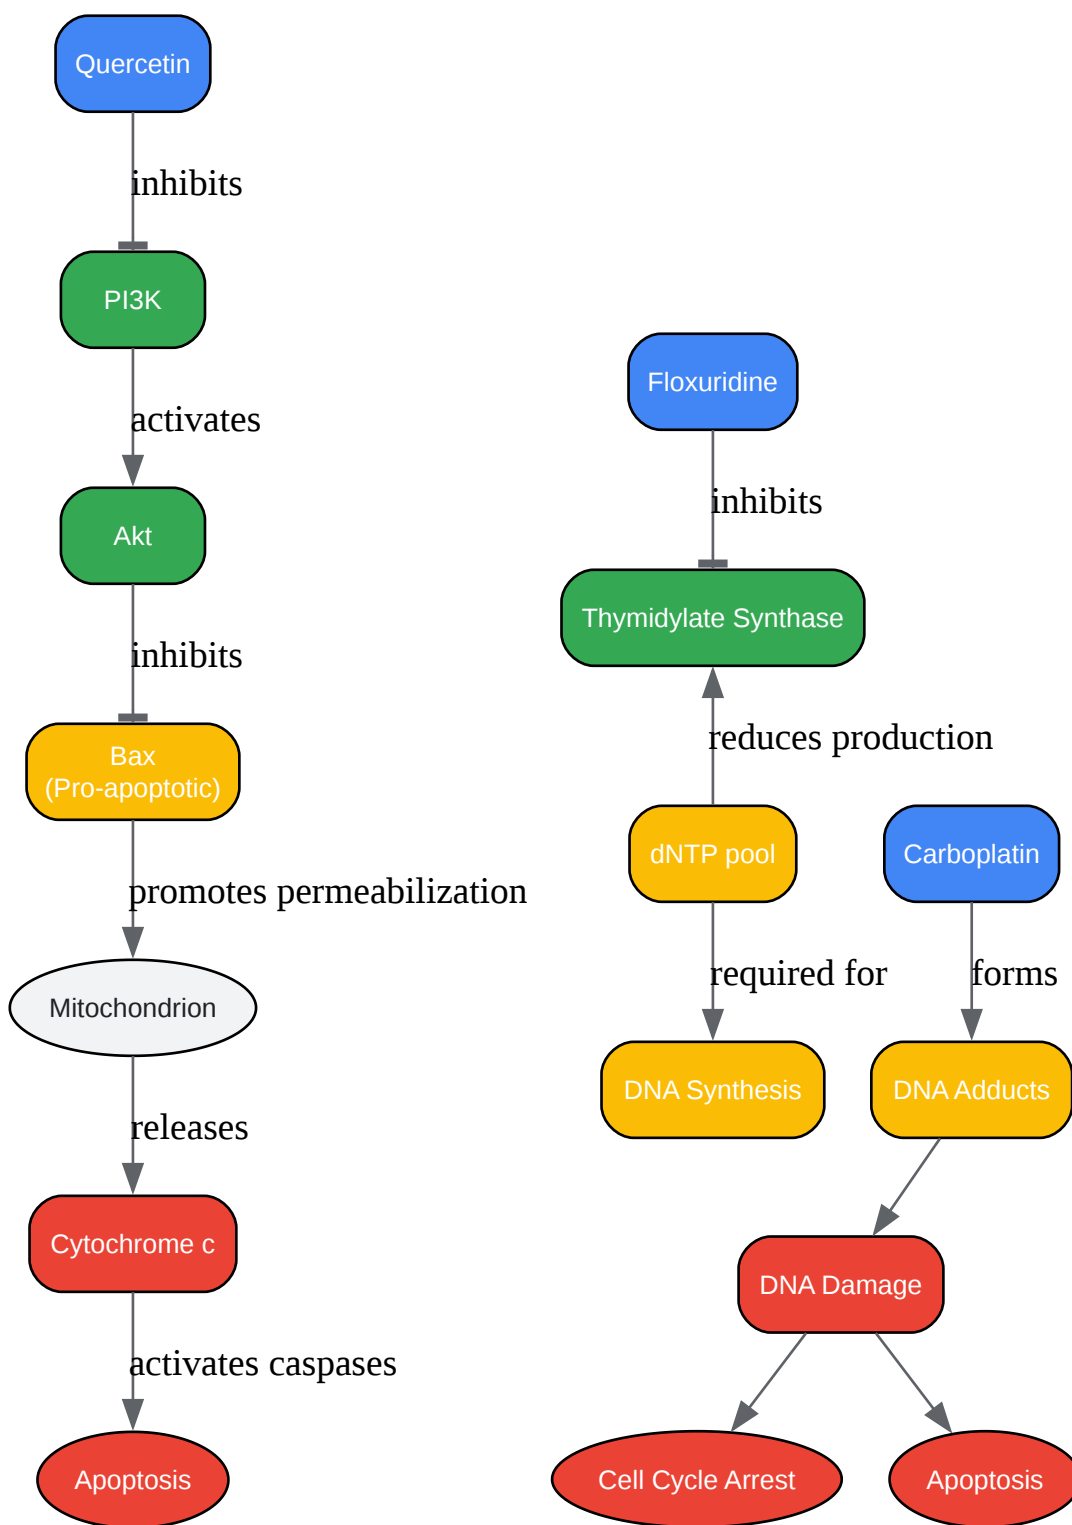 Quercetin
inhibits
PI3K
activates
Akt
inhibits
Bax
(Pro-apoptotic)
promotes permeabilization
Mitochondrion
releases
Cytochrome c
activates caspases
Apoptosis
Floxuridine
inhibits
Thymidylate Synthase
reduces production
dNTP pool
required for
DNA Synthesis
Carboplatin
forms
DNA Adducts
DNA Damage
Cell Cycle Arrest
Apoptosis